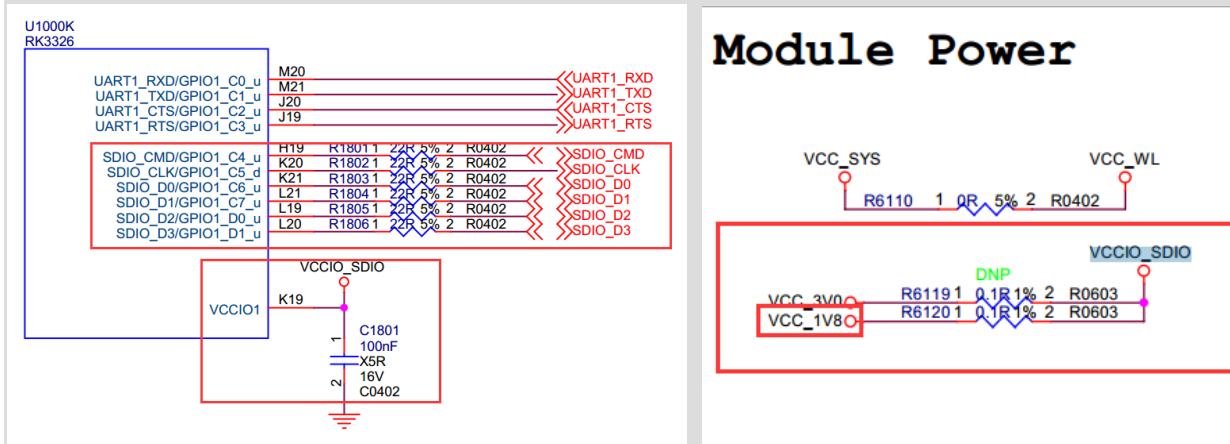 U1000K
RK3326
UART1_RXD/GPIO1_C0_u M20 UART1_RXD
UART1_TXD/GPIO1_C1_u M21 UART1_TXD
UART1_CTS/GPIO1_C2_u J20 UART1_CTS
UART1_RTS/GPIO1_C3_u J19 UART1_RTS
SDIO_CMD/GPIO1_C4_u H19 R1801 1 22R 5% 2 R0402 SDIO_CMD
SDIO_CLK/GPIO1_C5_d K20 R1802 1 22R 5% 2 R0402 SDIO_CLK
SDIO_D0/GPIO1_C6_u K21 R1803 1 22R 5% 2 R0402 SDIO_D0
SDIO_D1/GPIO1_C7_u L21 R1804 1 22R 5% 2 R0402 SDIO_D1
SDIO_D2/GPIO1_D0_u L19 R1805 1 22R 5% 2 R0402 SDIO_D2
SDIO_D3/GPIO1_D1_u L20 R1806 1 22R 5% 2 R0402 SDIO_D3
VCCIO_SDIO
VCCIO1 K19
1 C1801
100nF
X5R
2 16V
C0402
Module Power
VCC_SYS VCC_WL
R6110 1 0R 5% 2 R0402
VCCIO_SDIO
DNP
VCC_3V0 R6119 1 0.1R 1% 2 R0603
VCC_1V8 R6120 1 0.1R 1% 2 R0603